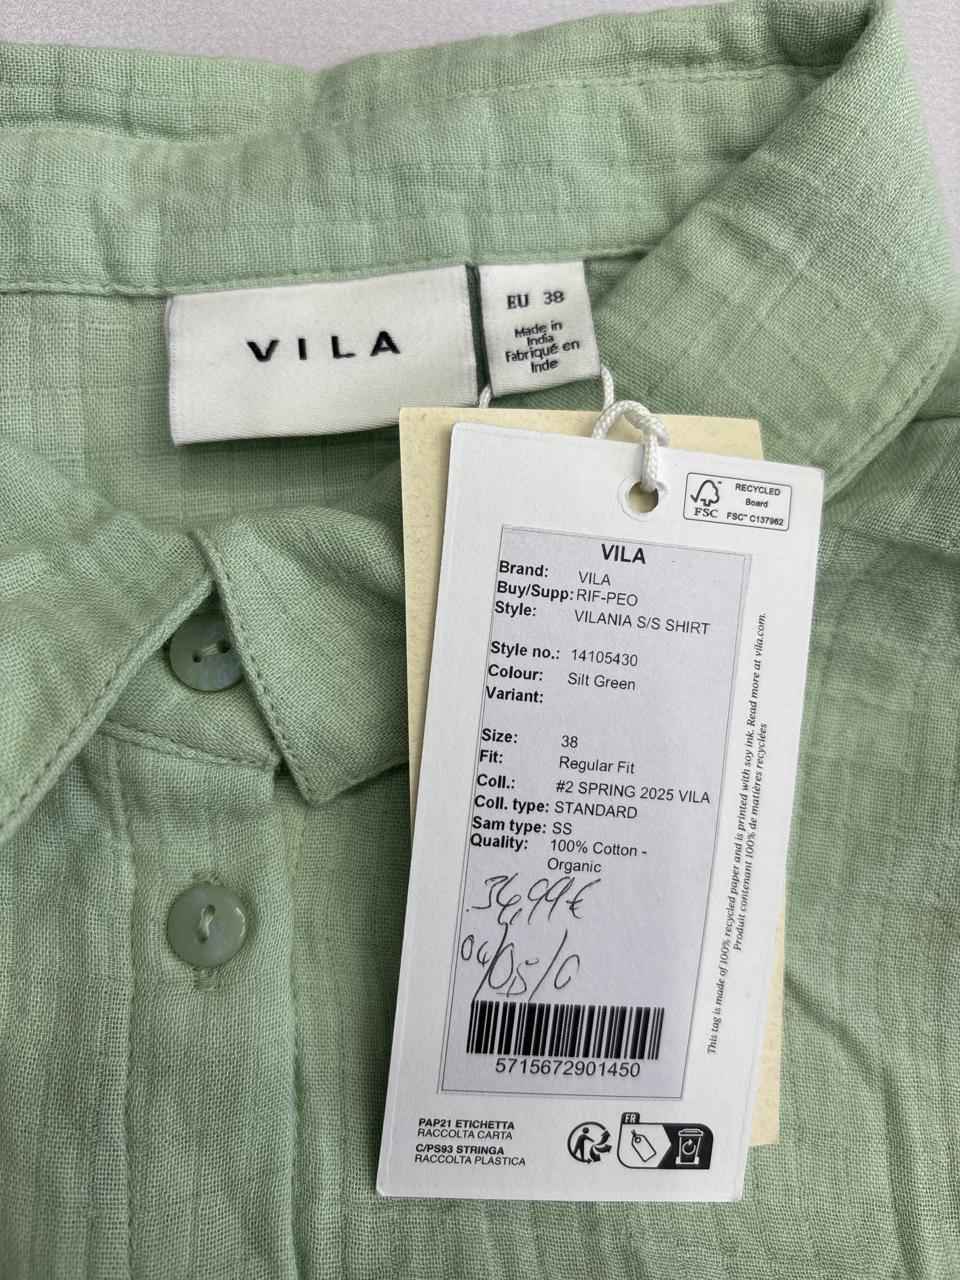 VILA
EU 38
Made in
India
Fabriqué en
Inde
FSC
RECYCLED
Board
FSC™ C137962
VILA
Brand: VILA
Buy/Supp: RIF-PEO
Style: VILANIA S/S SHIRT
Style no.: 14105430
Colour: Silt Green
Variant:
Size: 38
Fit: Regular Fit
Coll.: #2 SPRING 2025 VILA
Coll. type: STANDARD
Sam type: SS
Quality: 100% Cotton -
Organic
34,99€
04/05/0
5715672901450
This tag is made of 100% recycled paper and is printed with soy ink. Read more at vila.com.
Produit contenant 100% de matières recyclées
PAP21 ETICHETTA
RACCOLTA CARTA
C/PS93 STRINGA
RACCOLTA PLASTICA
FR